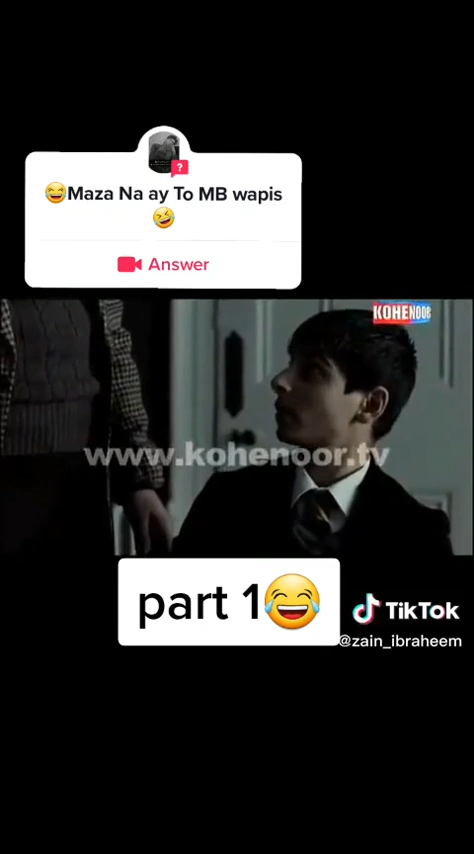 😆Maza Na ay To MB wapis
🤣
Answer
KOHENOOR
www.kohenoor.tv
part 1😂
TikTok
@zain_ibraheem